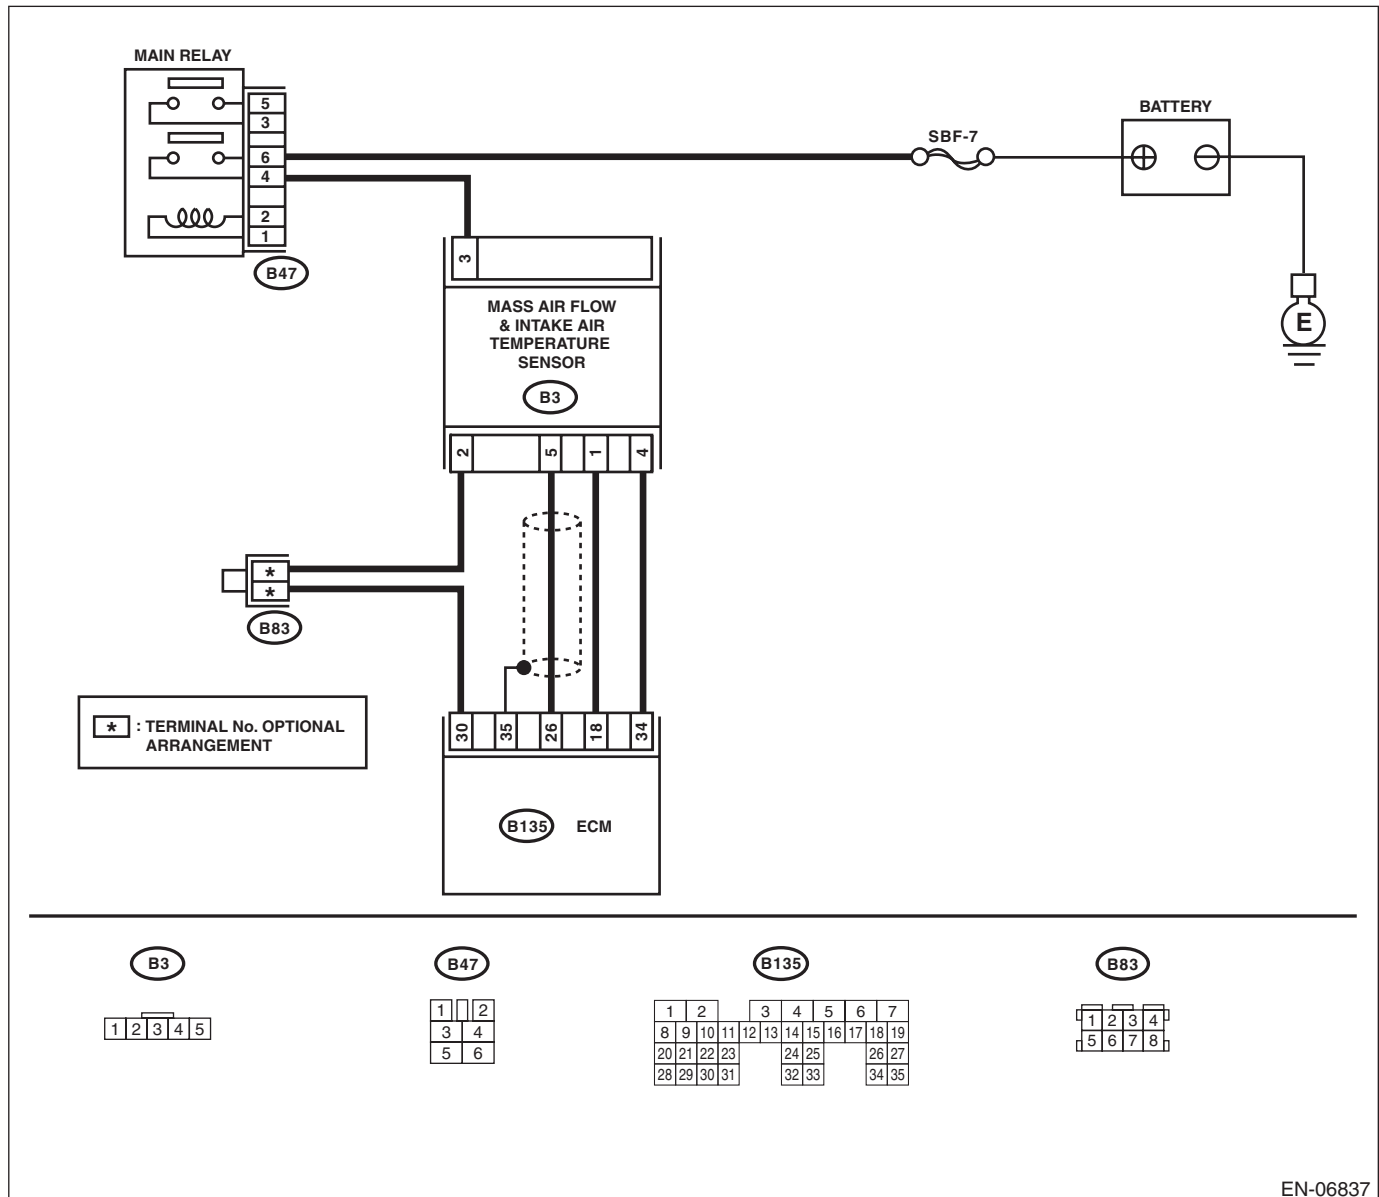 MAIN RELAY
5
3
6
4
2
1
B47
SBF-7
BATTERY
E
3
MASS AIR FLOW
& INTAKE AIR
TEMPERATURE
SENSOR
B3
2 5 1 4
*
*
B83
* : TERMINAL No. OPTIONAL
ARRANGEMENT
30 35 26 18 34
B135 ECM
B3 B47 B135 B83
1 2 3 4 5
1 2
3 4
5 6
1 2 3 4 5 6 7
8 9 10 11 12 13 14 15 16 17 18 19
20 21 22 23 24 25 26 27
28 29 30 31 32 33 34 35
1 2 3 4
5 6 7 8
EN-06837